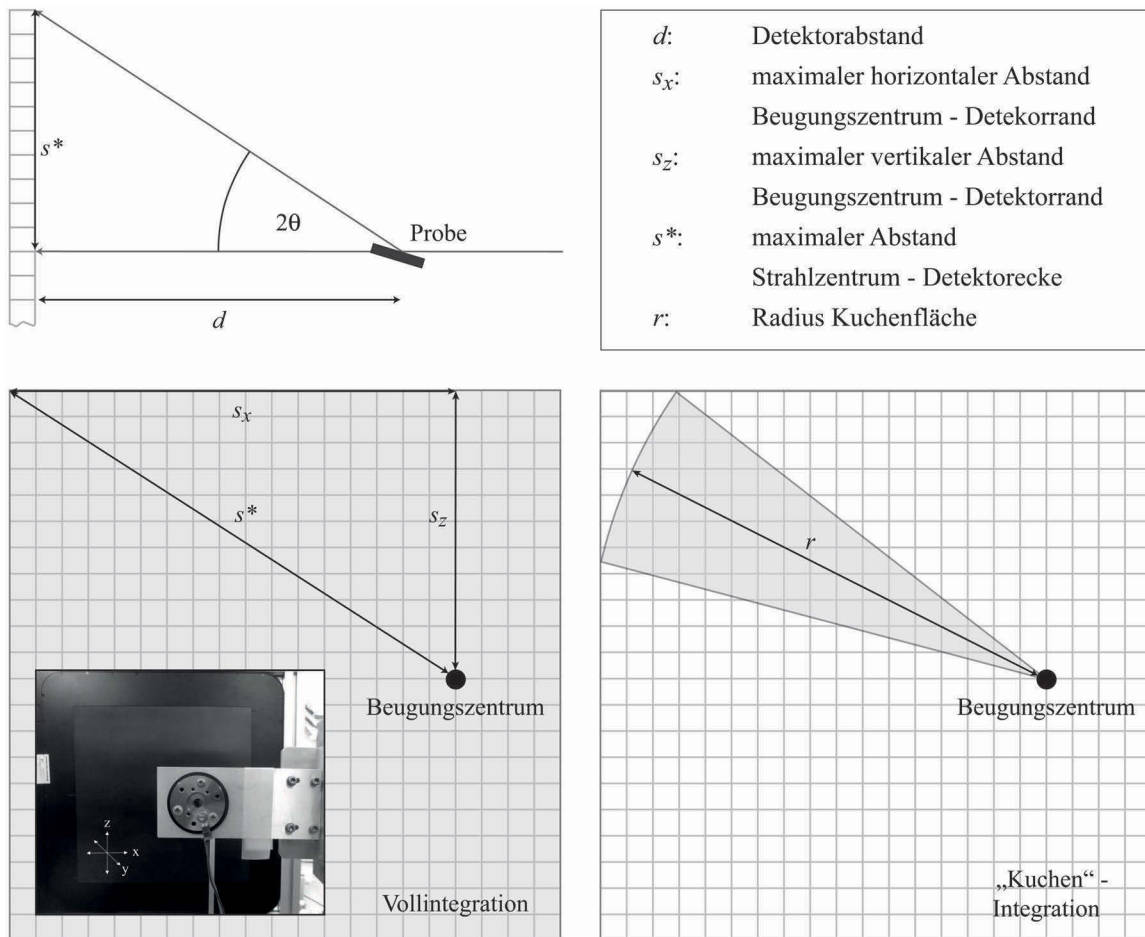 s*
2θ
Probe
d
d: Detektorabstand
s_x: maximaler horizontaler Abstand
Beugungszentrum - Detekorrand
s_z: maximaler vertikaler Abstand
Beugungszentrum - Detektorrand
s*: maximaler Abstand
Strahlzentrum - Detektorecke
r: Radius Kuchenfläche
s_x
s*
s_z
Beugungszentrum
z
x
y
Vollintegration
r
Beugungszentrum
„Kuchen“ -
Integration